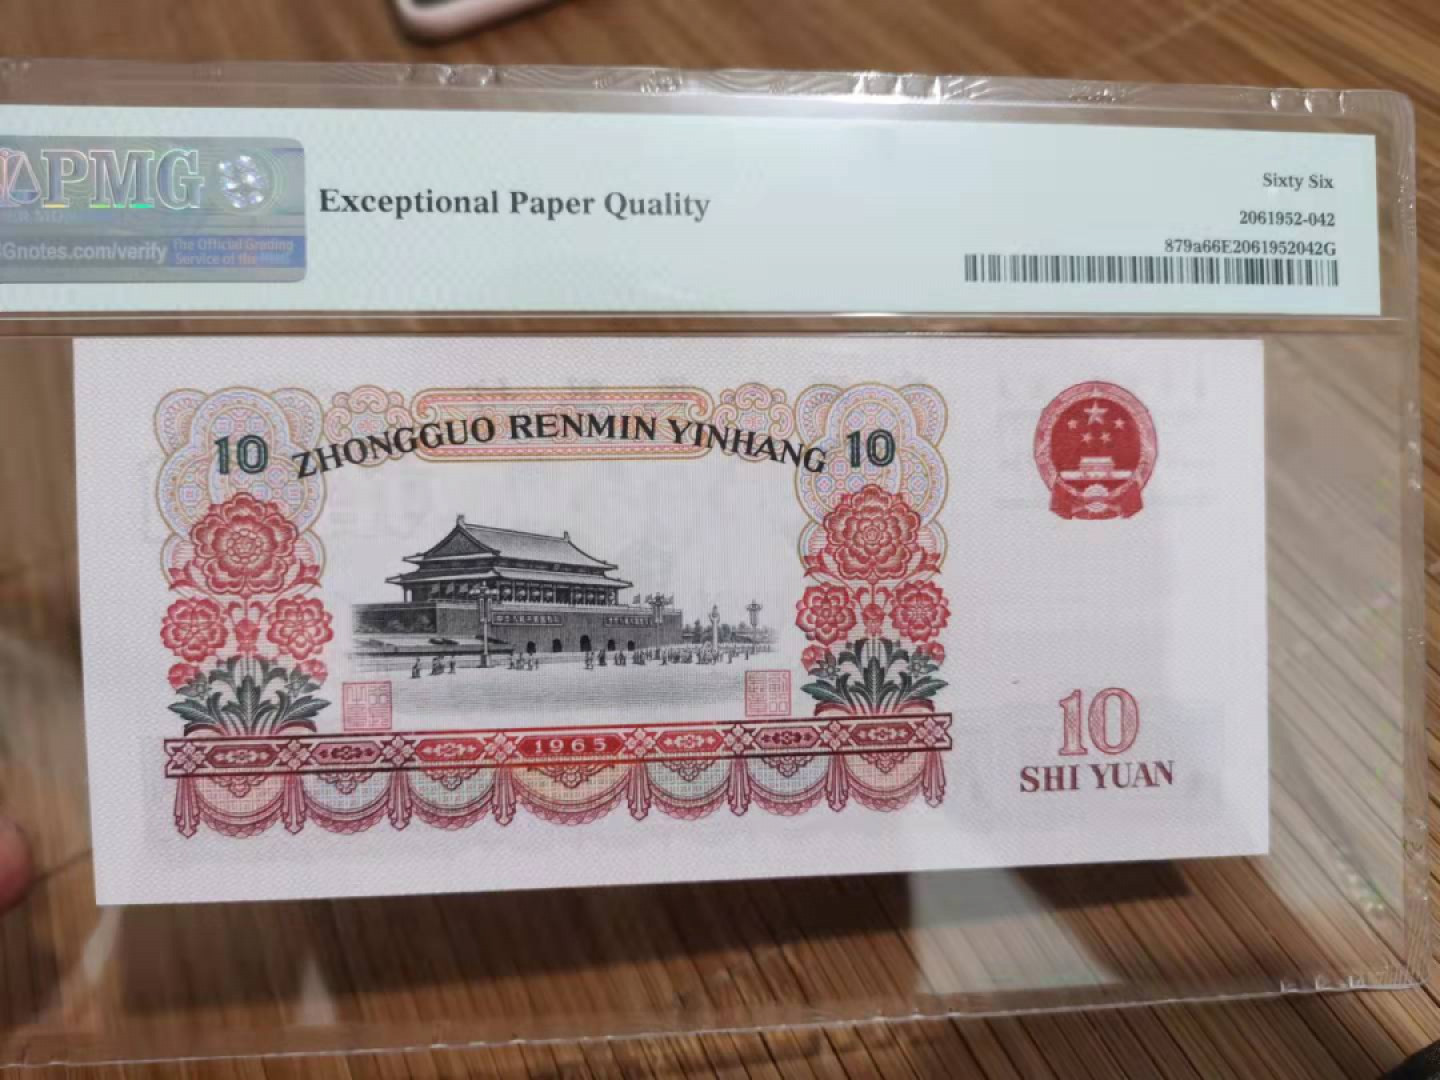 PMG
Gnotes.com/verify
The Official Grading
Service of the
Exceptional Paper Quality
Sixty Six
2061952-042
879a66E2061952042G
10 ZHONGGUO RENMIN YINHANG 10
1965
10
SHI YUAN